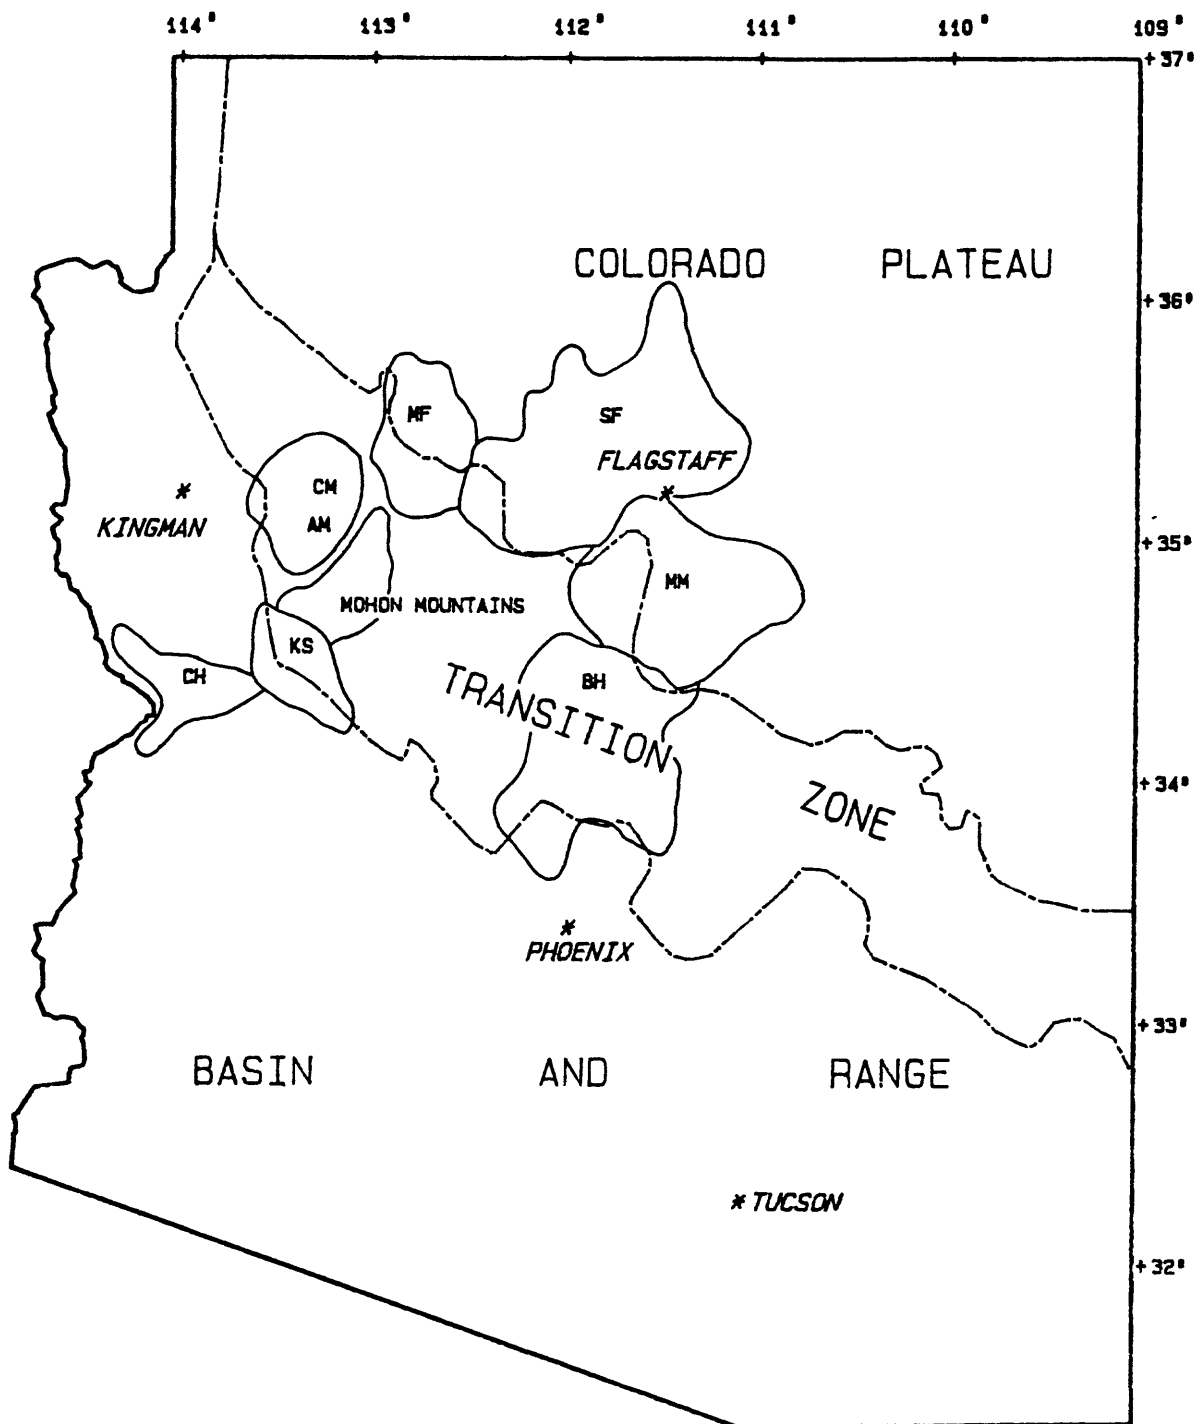 114° 113° 112° 111° 110° 109°
+37°
COLORADO PLATEAU
+36°
MF
SF
FLAGSTAFF
*
CM
*
KINGMAN
AM
+35°
MM
MOHON MOUNTAINS
KS
CH
BH
TRANSITION
+34°
ZONE
*
PHOENIX
+33°
BASIN AND RANGE
* TUCSON
+32°